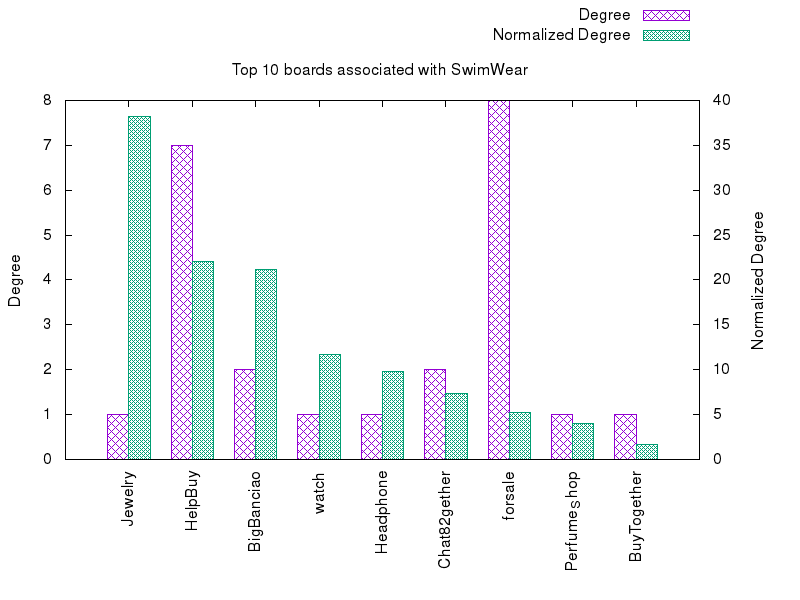 Degree
Normalized Degree
Top 10 boards associated with SwimWear
8
7
6
5
4
3
2
1
0
40
35
30
25
20
15
10
5
0
Degree
Normalized Degree
Jewelry
HelpBuy
BigBanciao
watch
Headphone
Chat82gether
forsale
Perfumeshop
BuyTogether